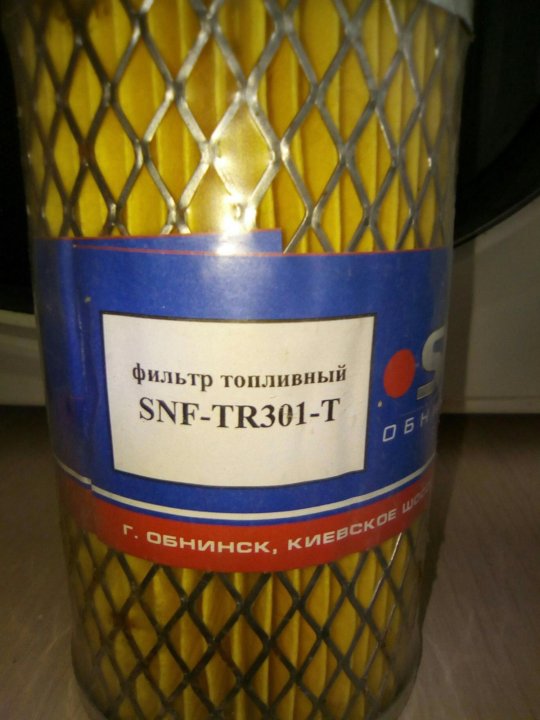 фильтр топливный
SNF-TR301-T
Г. ОБНИНСК, КИЕВСКОЕ